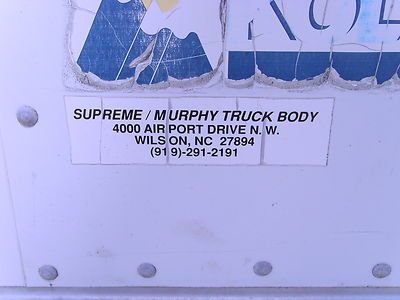 SUPREME / MURPHY TRUCK BODY
4000 AIRPORT DRIVE N.W.
WILSON, NC 27894
(919)-291-2191